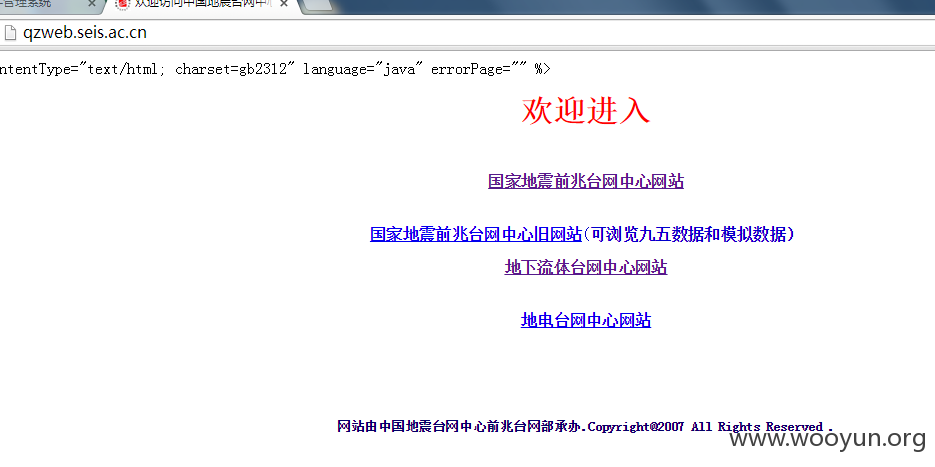 管理系统
欢迎访问中国地震台网中心
qzweb.seis.ac.cn
ntentType="text/html; charset=gb2312" language="java" errorPage="" %>
欢迎进入
国家地震前兆台网中心网站
国家地震前兆台网中心旧网站(可浏览九五数据和模拟数据)
地下流体台网中心网站
地电台网中心网站
网站由中国地震台网中心前兆台网部承办.Copyright@2007 All Rights Reserved .
www.wooyun.org